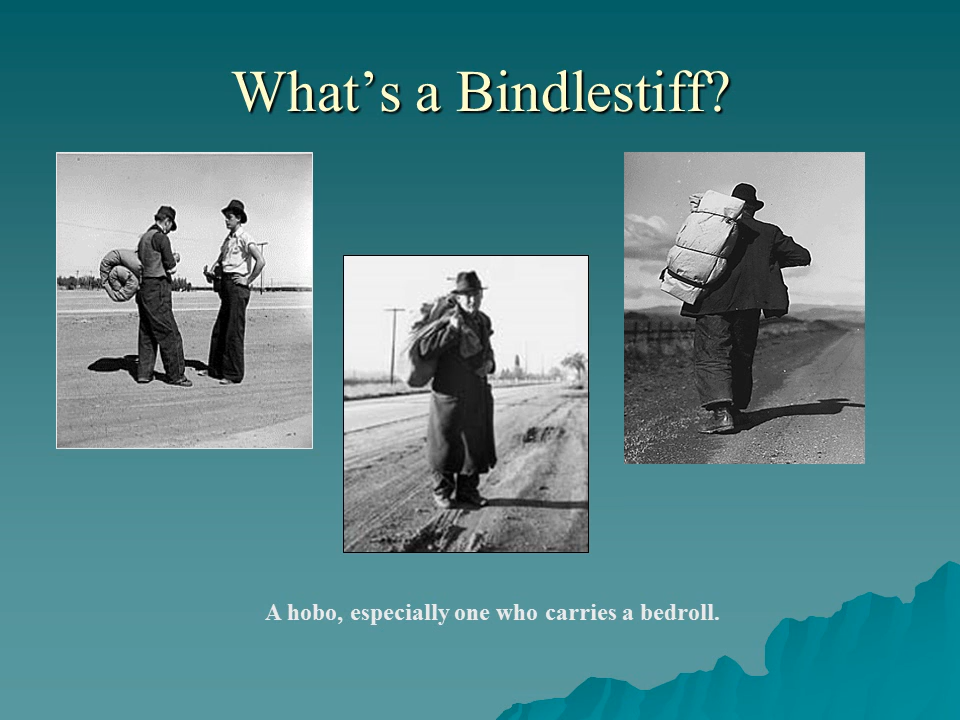 What’s a Bindlestiff?
A hobo, especially one who carries a bedroll.